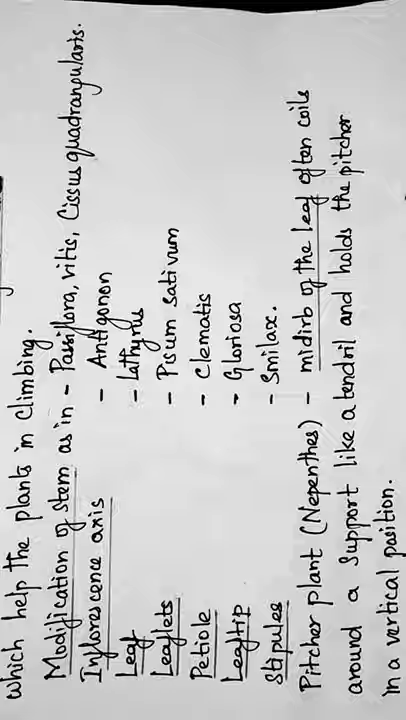 which help the plants in climbing.
Modification of stem as in - Passiflora, vitis, Cissus quadrangularis.
Inflorescence axis - Antigonon
Leaf - Lathyrus
Leaflets - Pisum sativum
Petiole - Clematis
Leaftip - Gloriosa
Stipules - Smilax.
Pitcher plant (Nepenthes) - midirb of the leaf often coils
around a support like a tendril and holds the pitcher
in a vertical position.